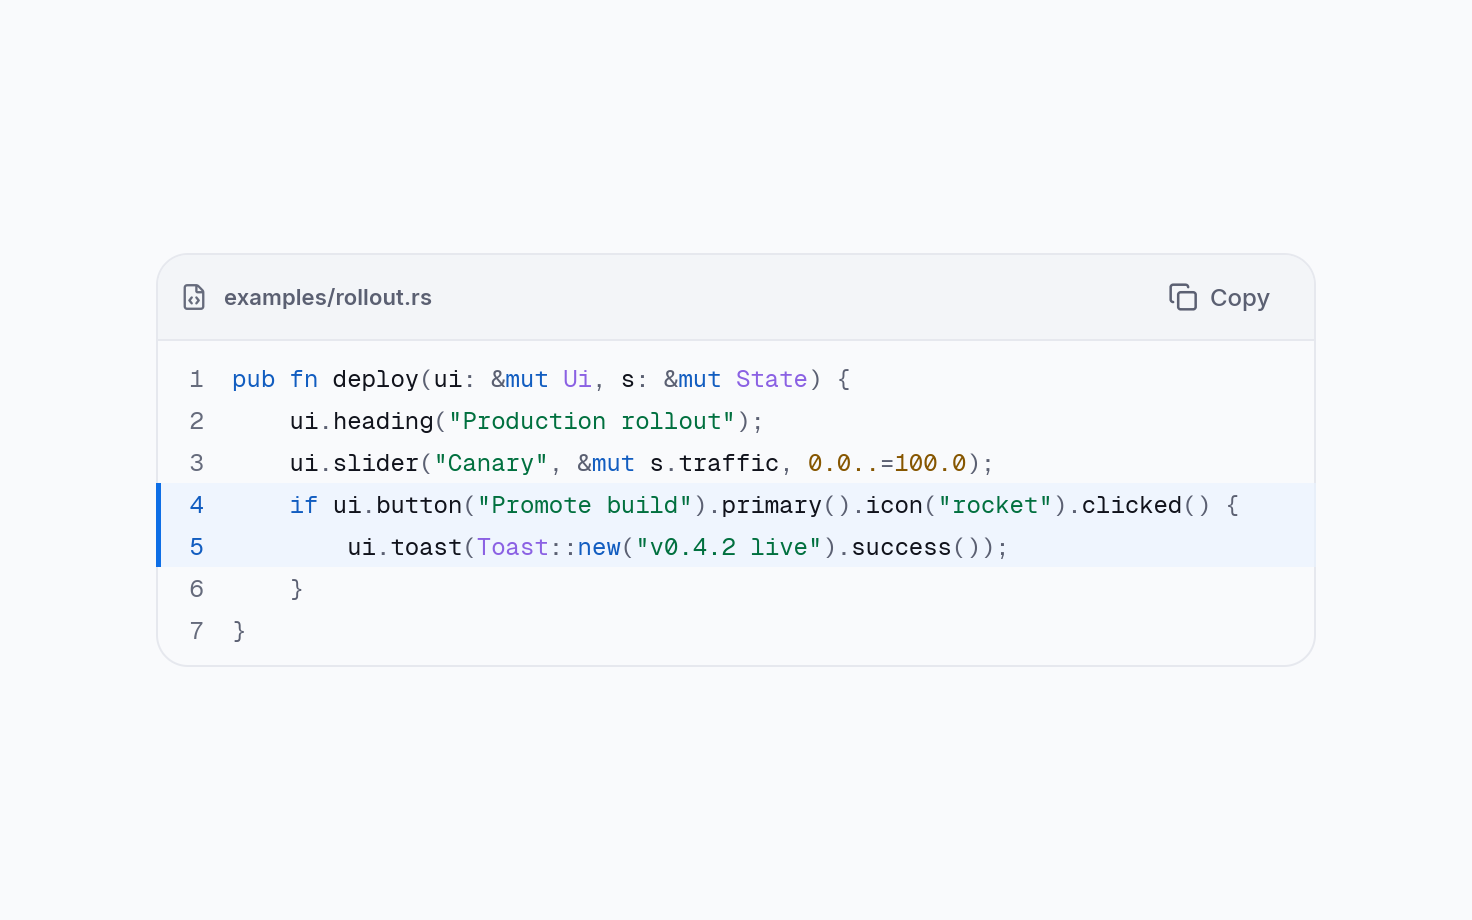 examples/rollout.rs
Copy
1 pub fn deploy(ui: &mut Ui, s: &mut State) {
2     ui.heading("Production rollout");
3     ui.slider("Canary", &mut s.traffic, 0.0..=100.0);
4     if ui.button("Promote build").primary().icon("rocket").clicked() {
5         ui.toast(Toast::new("v0.4.2 live").success());
6     }
7 }